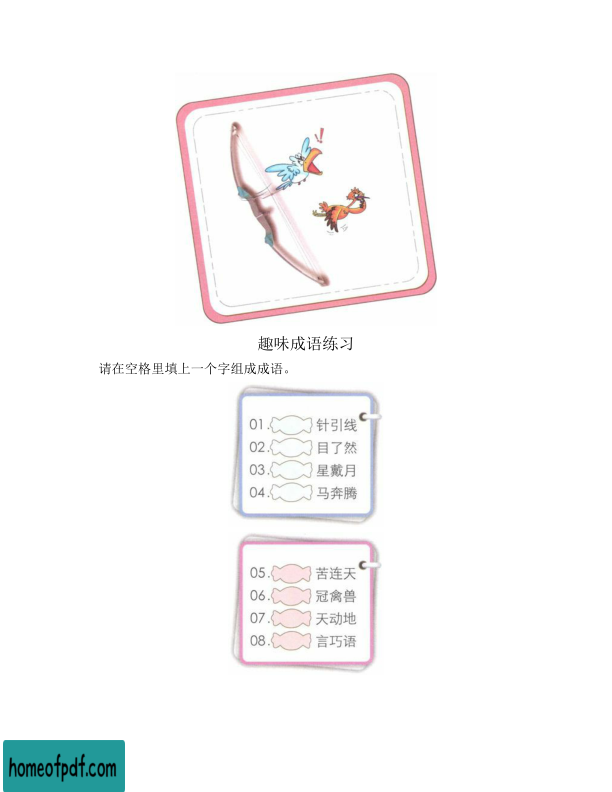 !
趣味成语练习
请在空格里填上一个字组成成语。
01. 针引线
02. 目了然
03. 星戴月
04. 马奔腾
05. 苦连天
06. 冠禽兽
07. 天动地
08. 言巧语
homeofpdf.com